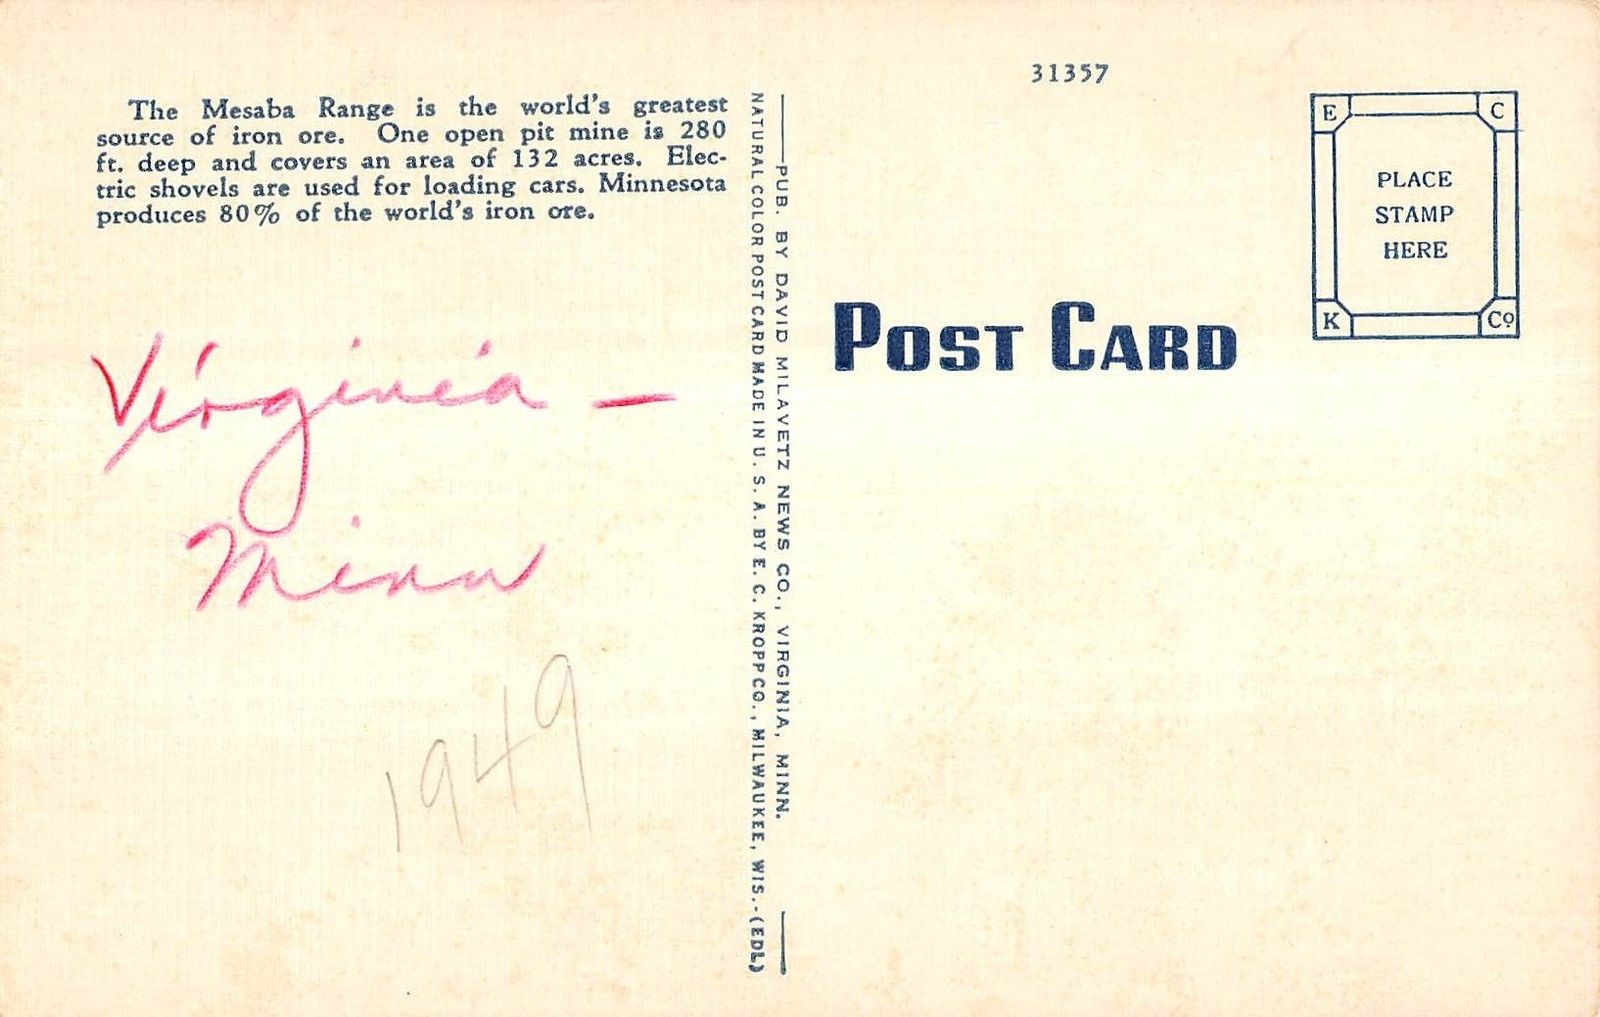 The Mesaba Range is the world's greatest
source of iron ore. One open pit mine is 280
ft. deep and covers an area of 132 acres. Elec-
tric shovels are used for loading cars. Minnesota
produces 80% of the world's iron ore.
Virginia —
Minn
1949
PUB. BY DAVID MILAVETZ NEWS CO., VIRGINIA, MINN.
NATURAL COLOR POST CARD MADE IN U. S. A. BY E. C. KROPP CO., MILWAUKEE, WIS.-(EDL)
31357
POST CARD
E C
PLACE
STAMP
HERE
K Co